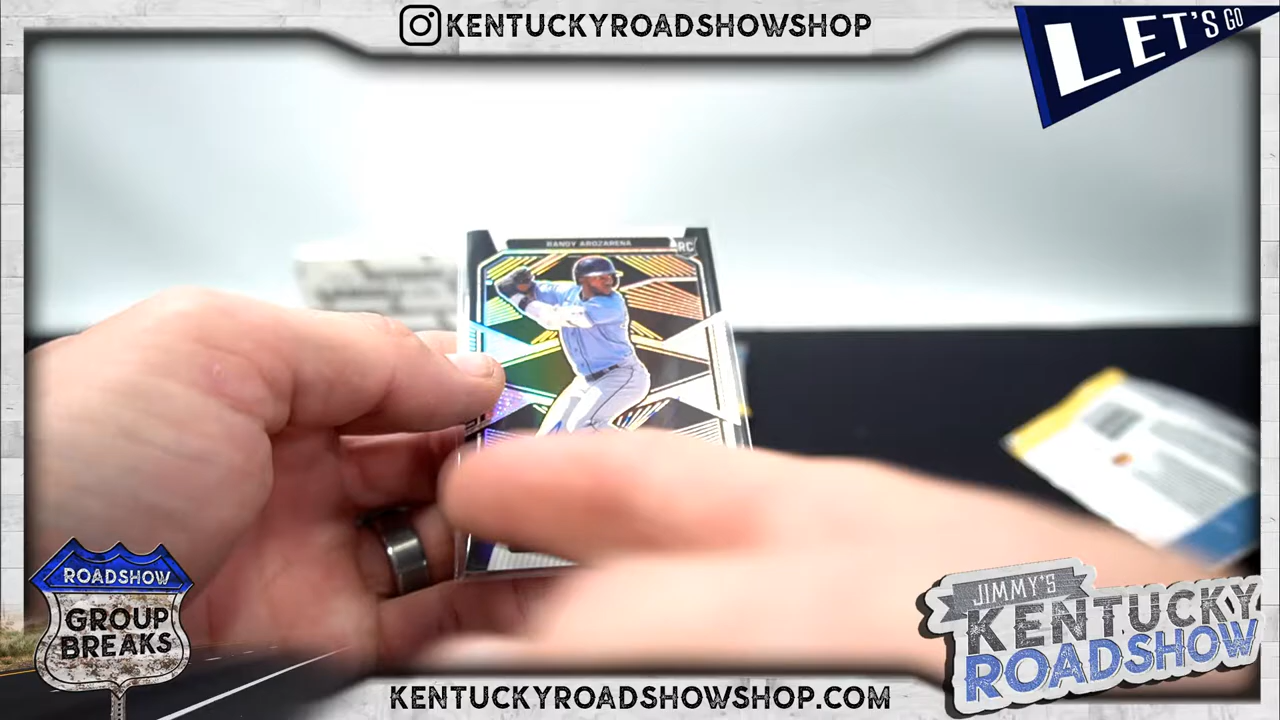 KENTUCKYROADSHOWSHOP
LET'S GO
RANDY AROZARENA
RC
ROADSHOW
GROUP
BREAKS
JIMMY'S
KENTUCKY
ROADSHOW
KENTUCKYROADSHOWSHOP.COM